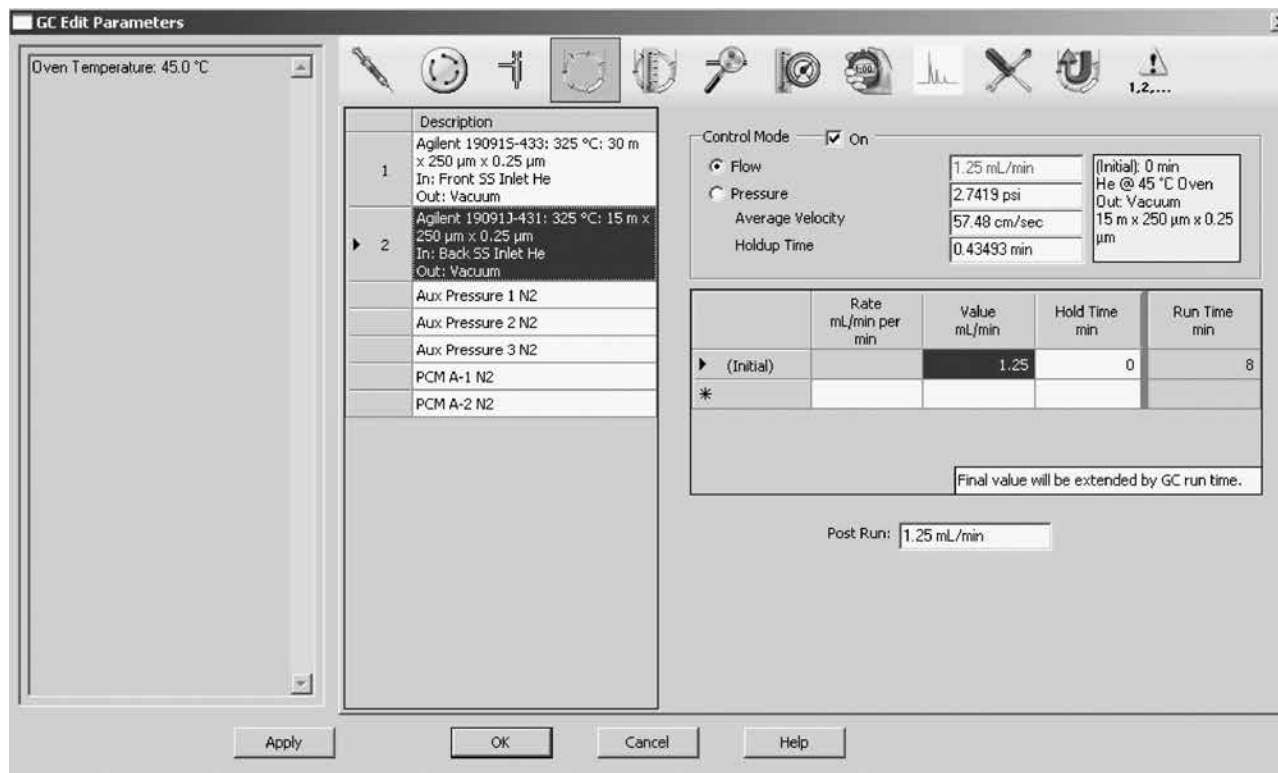 GC Edit Parameters
Oven Temperature: 45.0 °C
1,2,...
Description
1
Agilent 19091S-433: 325 °C: 30 m
x 250 µm x 0.25 µm
In: Front SS Inlet He
Out: Vacuum
2
Agilent 19091J-431: 325 °C: 15 m x
250 µm x 0.25 µm
In: Back SS Inlet He
Out: Vacuum
Aux Pressure 1 N2
Aux Pressure 2 N2
Aux Pressure 3 N2
PCM A-1 N2
PCM A-2 N2
Control Mode On
Flow 1.25 mL/min
Pressure 2.7419 psi
Average Velocity 57.48 cm/sec
Holdup Time 0.43493 min
(Initial): 0 min
He @ 45 °C Oven
Out: Vacuum
15 m x 250 µm x 0.25
µm
Rate
mL/min per
min
Value
mL/min
Hold Time
min
Run Time
min
(Initial) 1.25 0 8
*
Final value will be extended by GC run time.
Post Run: 1.25 mL/min
Apply OK Cancel Help